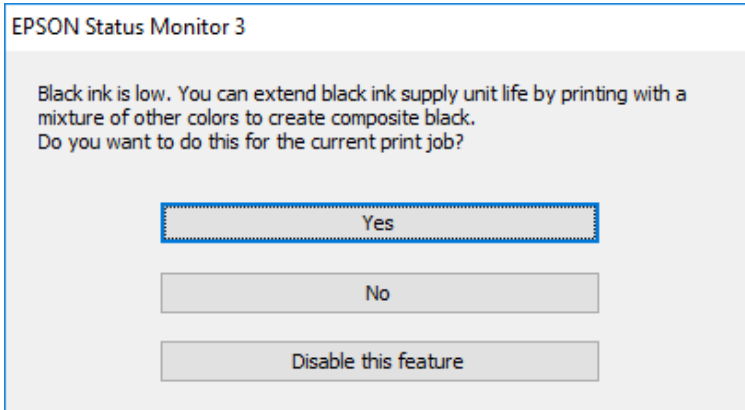 EPSON Status Monitor 3
Black ink is low. You can extend black ink supply unit life by printing with a
mixture of other colors to create composite black.
Do you want to do this for the current print job?
Yes
No
Disable this feature